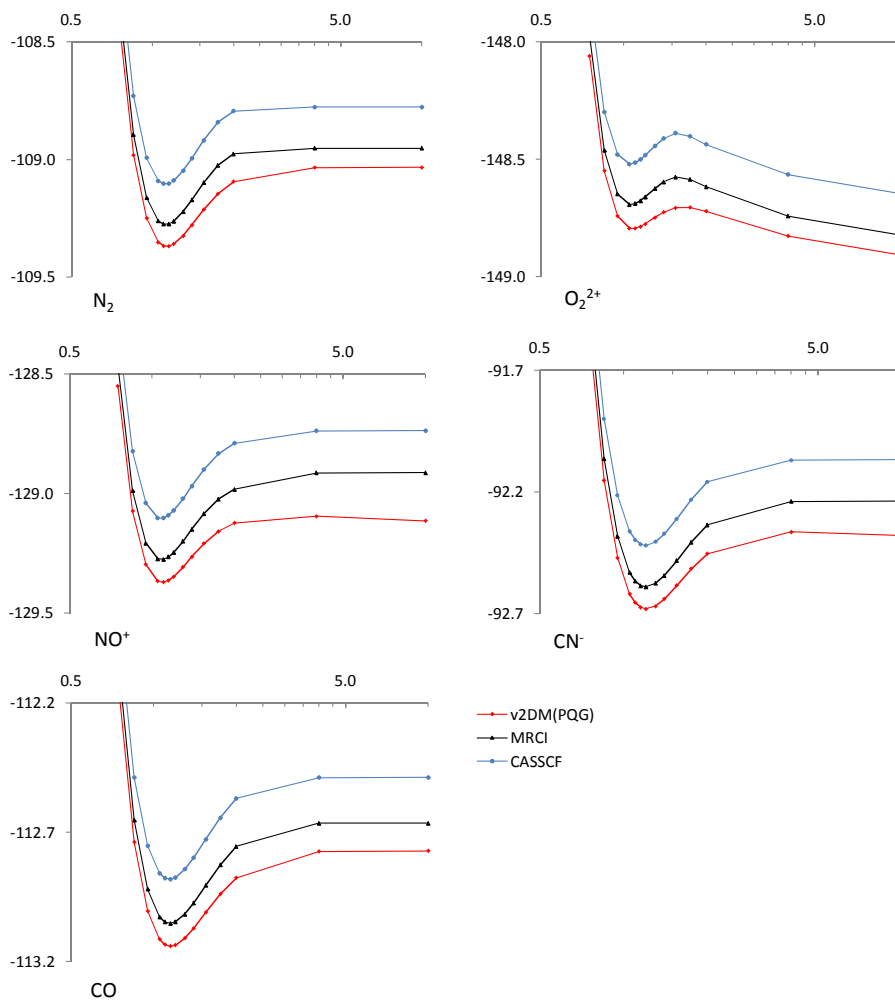 0.5 5.0
-108.5
-109.0
-109.5
N₂
0.5 5.0
-148.0
-148.5
-149.0
O₂²⁺
0.5 5.0
-128.5
-129.0
-129.5
NO⁺
0.5 5.0
-91.7
-92.2
-92.7
CN⁻
0.5 5.0
-112.2
-112.7
-113.2
CO
v2DM(PQG)
MRCI
CASSCF